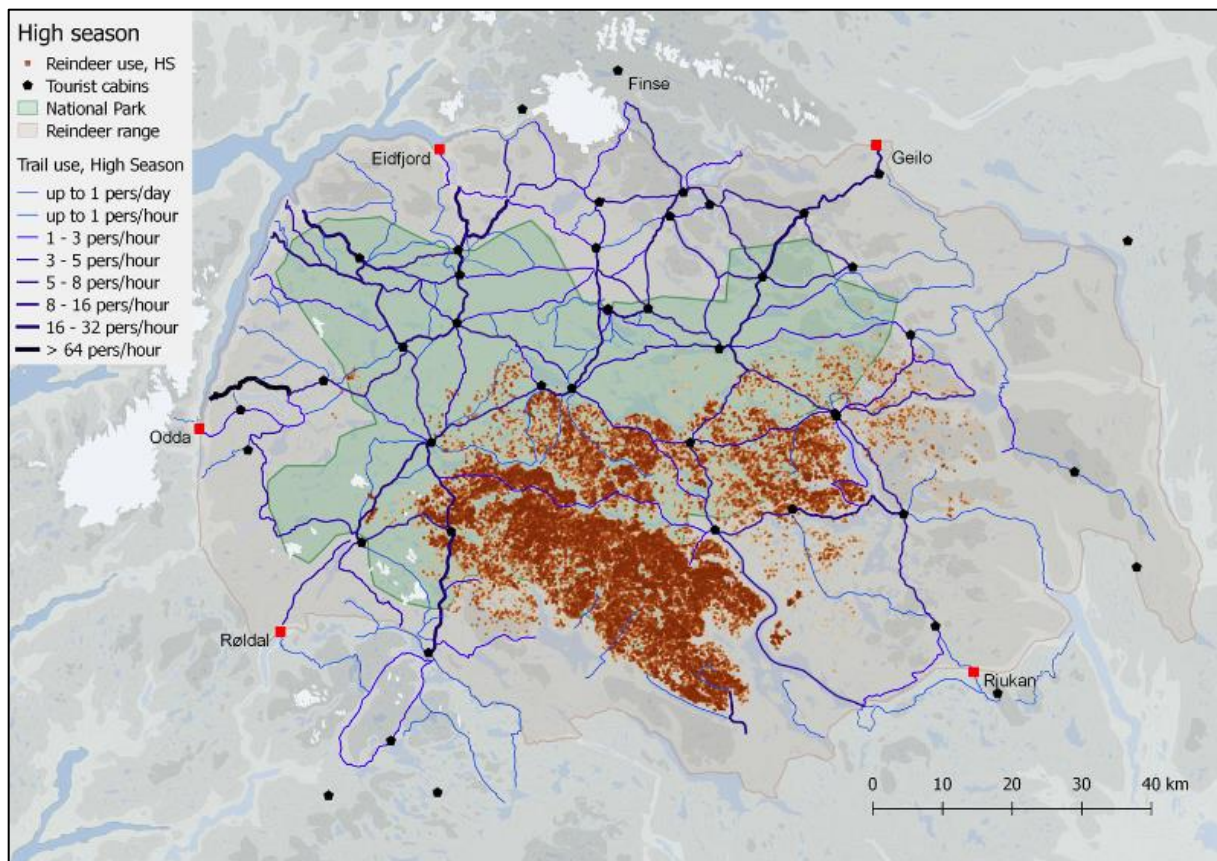 High season
Reindeer use, HS
Tourist cabins
National Park
Reindeer range
Trail use, High Season
up to 1 pers/day
up to 1 pers/hour
1 - 3 pers/hour
3 - 5 pers/hour
5 - 8 pers/hour
8 - 16 pers/hour
16 - 32 pers/hour
> 64 pers/hour
Finse
Eidfjord
Geilo
Odda
Røldal
Rjukan
0 10 20 30 40 km